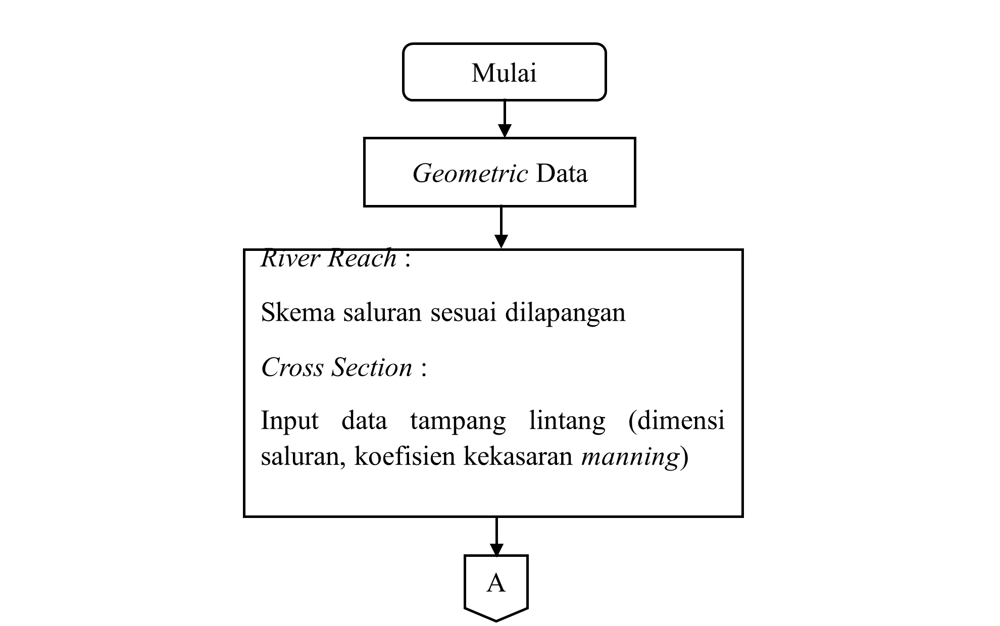 Mulai
Geometric Data
River Reach :
Skema saluran sesuai dilapangan
Cross Section :
Input data tampang lintang (dimensi
saluran, koefisien kekasaran manning)
A